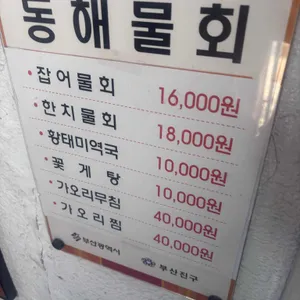 동해물회
잡어물회 16,000원
한치물회 18,000원
황태미역국 10,000원
꽃게탕 10,000원
가오리무침 40,000원
가오리찜 40,000원
부산광역시 부산진구